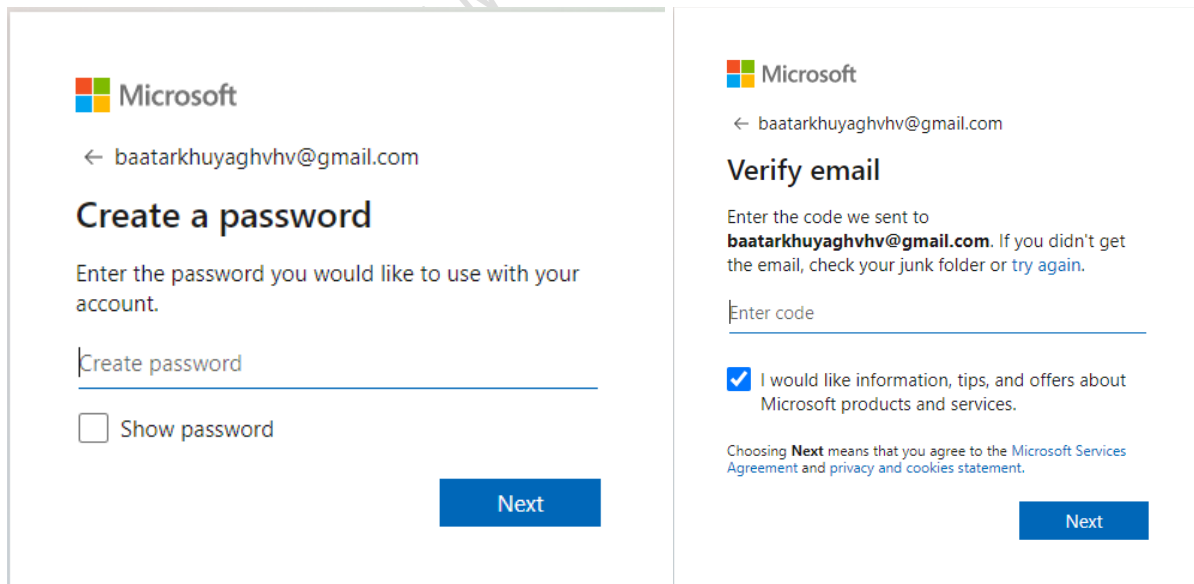 Microsoft
← baatarkhuyaghvhv@gmail.com
Create a password
Enter the password you would like to use with your
account.
Create password
Show password
Next
Microsoft
← baatarkhuyaghvhv@gmail.com
Verify email
Enter the code we sent to
baatarkhuyaghvhv@gmail.com. If you didn't get
the email, check your junk folder or try again.
Enter code
I would like information, tips, and offers about
Microsoft products and services.
Choosing Next means that you agree to the Microsoft Services
Agreement and privacy and cookies statement.
Next